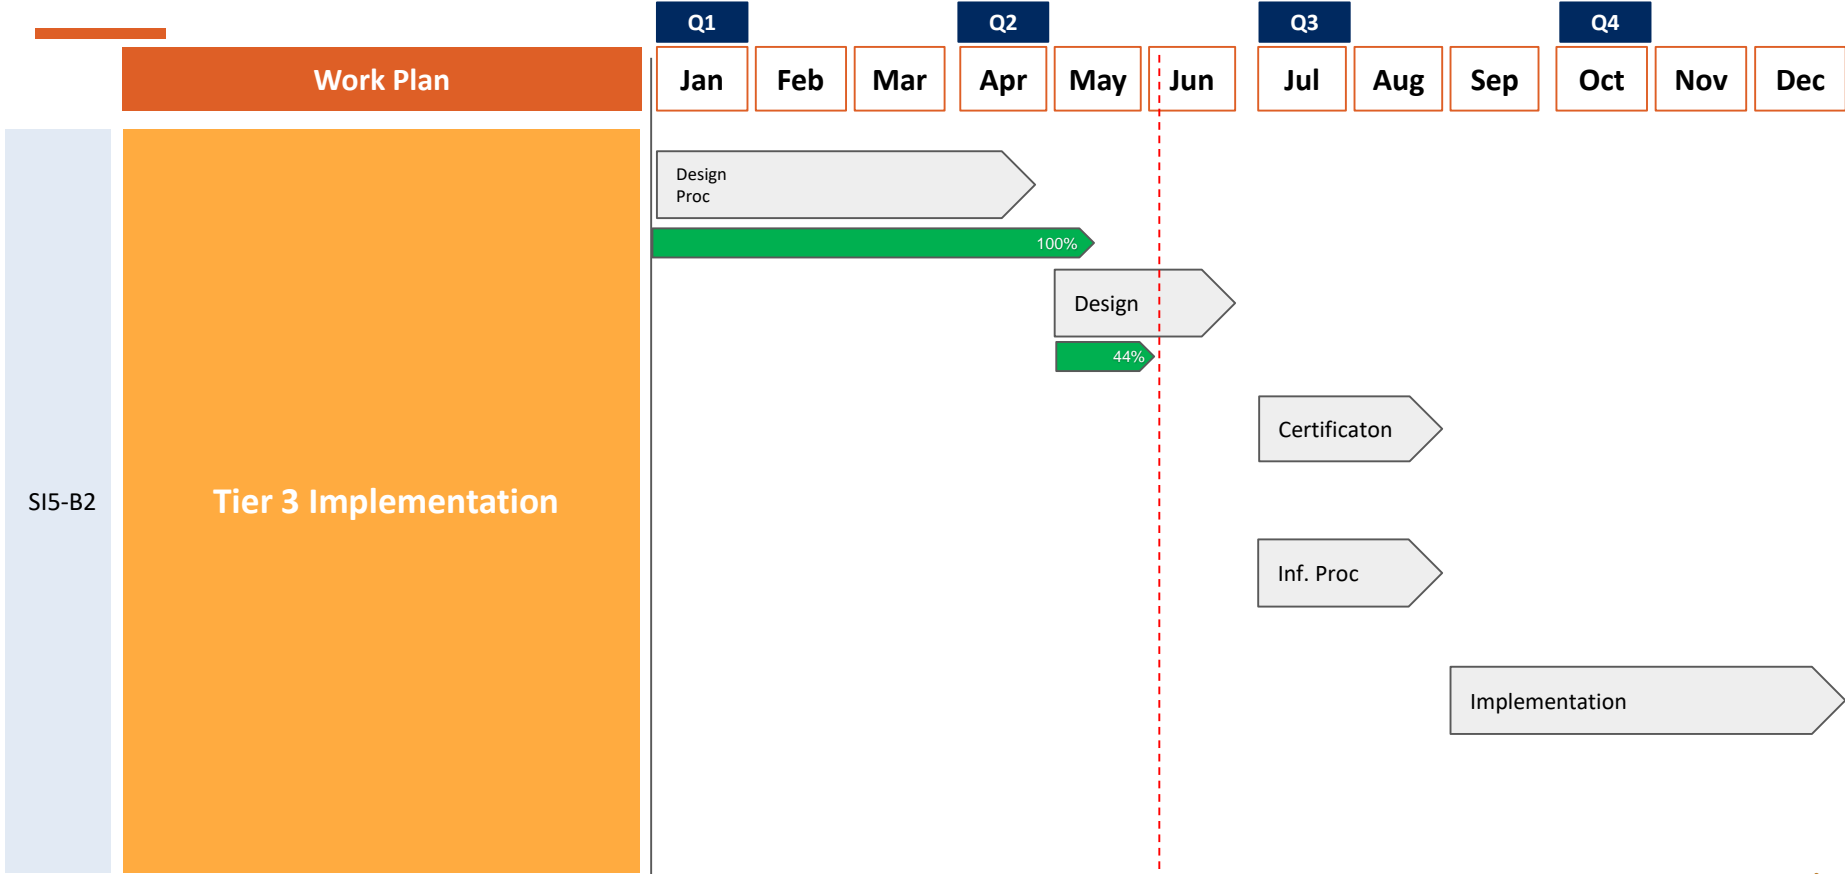 Q1 Q2 Q3 Q4
Work Plan Jan Feb Mar Apr May Jun Jul Aug Sep Oct Nov Dec
Design
Proc
100%
Design
44%
Certificaton
SI5-B2 Tier 3 Implementation
Inf. Proc
Implementation